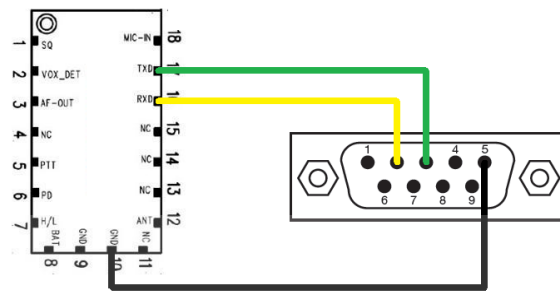 1 SQ MIC-IN 18
2 VOX_DET TXD 17
3 AF-OUT RXD 16
4 NC NC 15
5 PTT NC 14
6 PD NC 13
7 H/L ANT 12
BAT GND GND NC
8 9 10 11
1 4 5
6 7 8 9